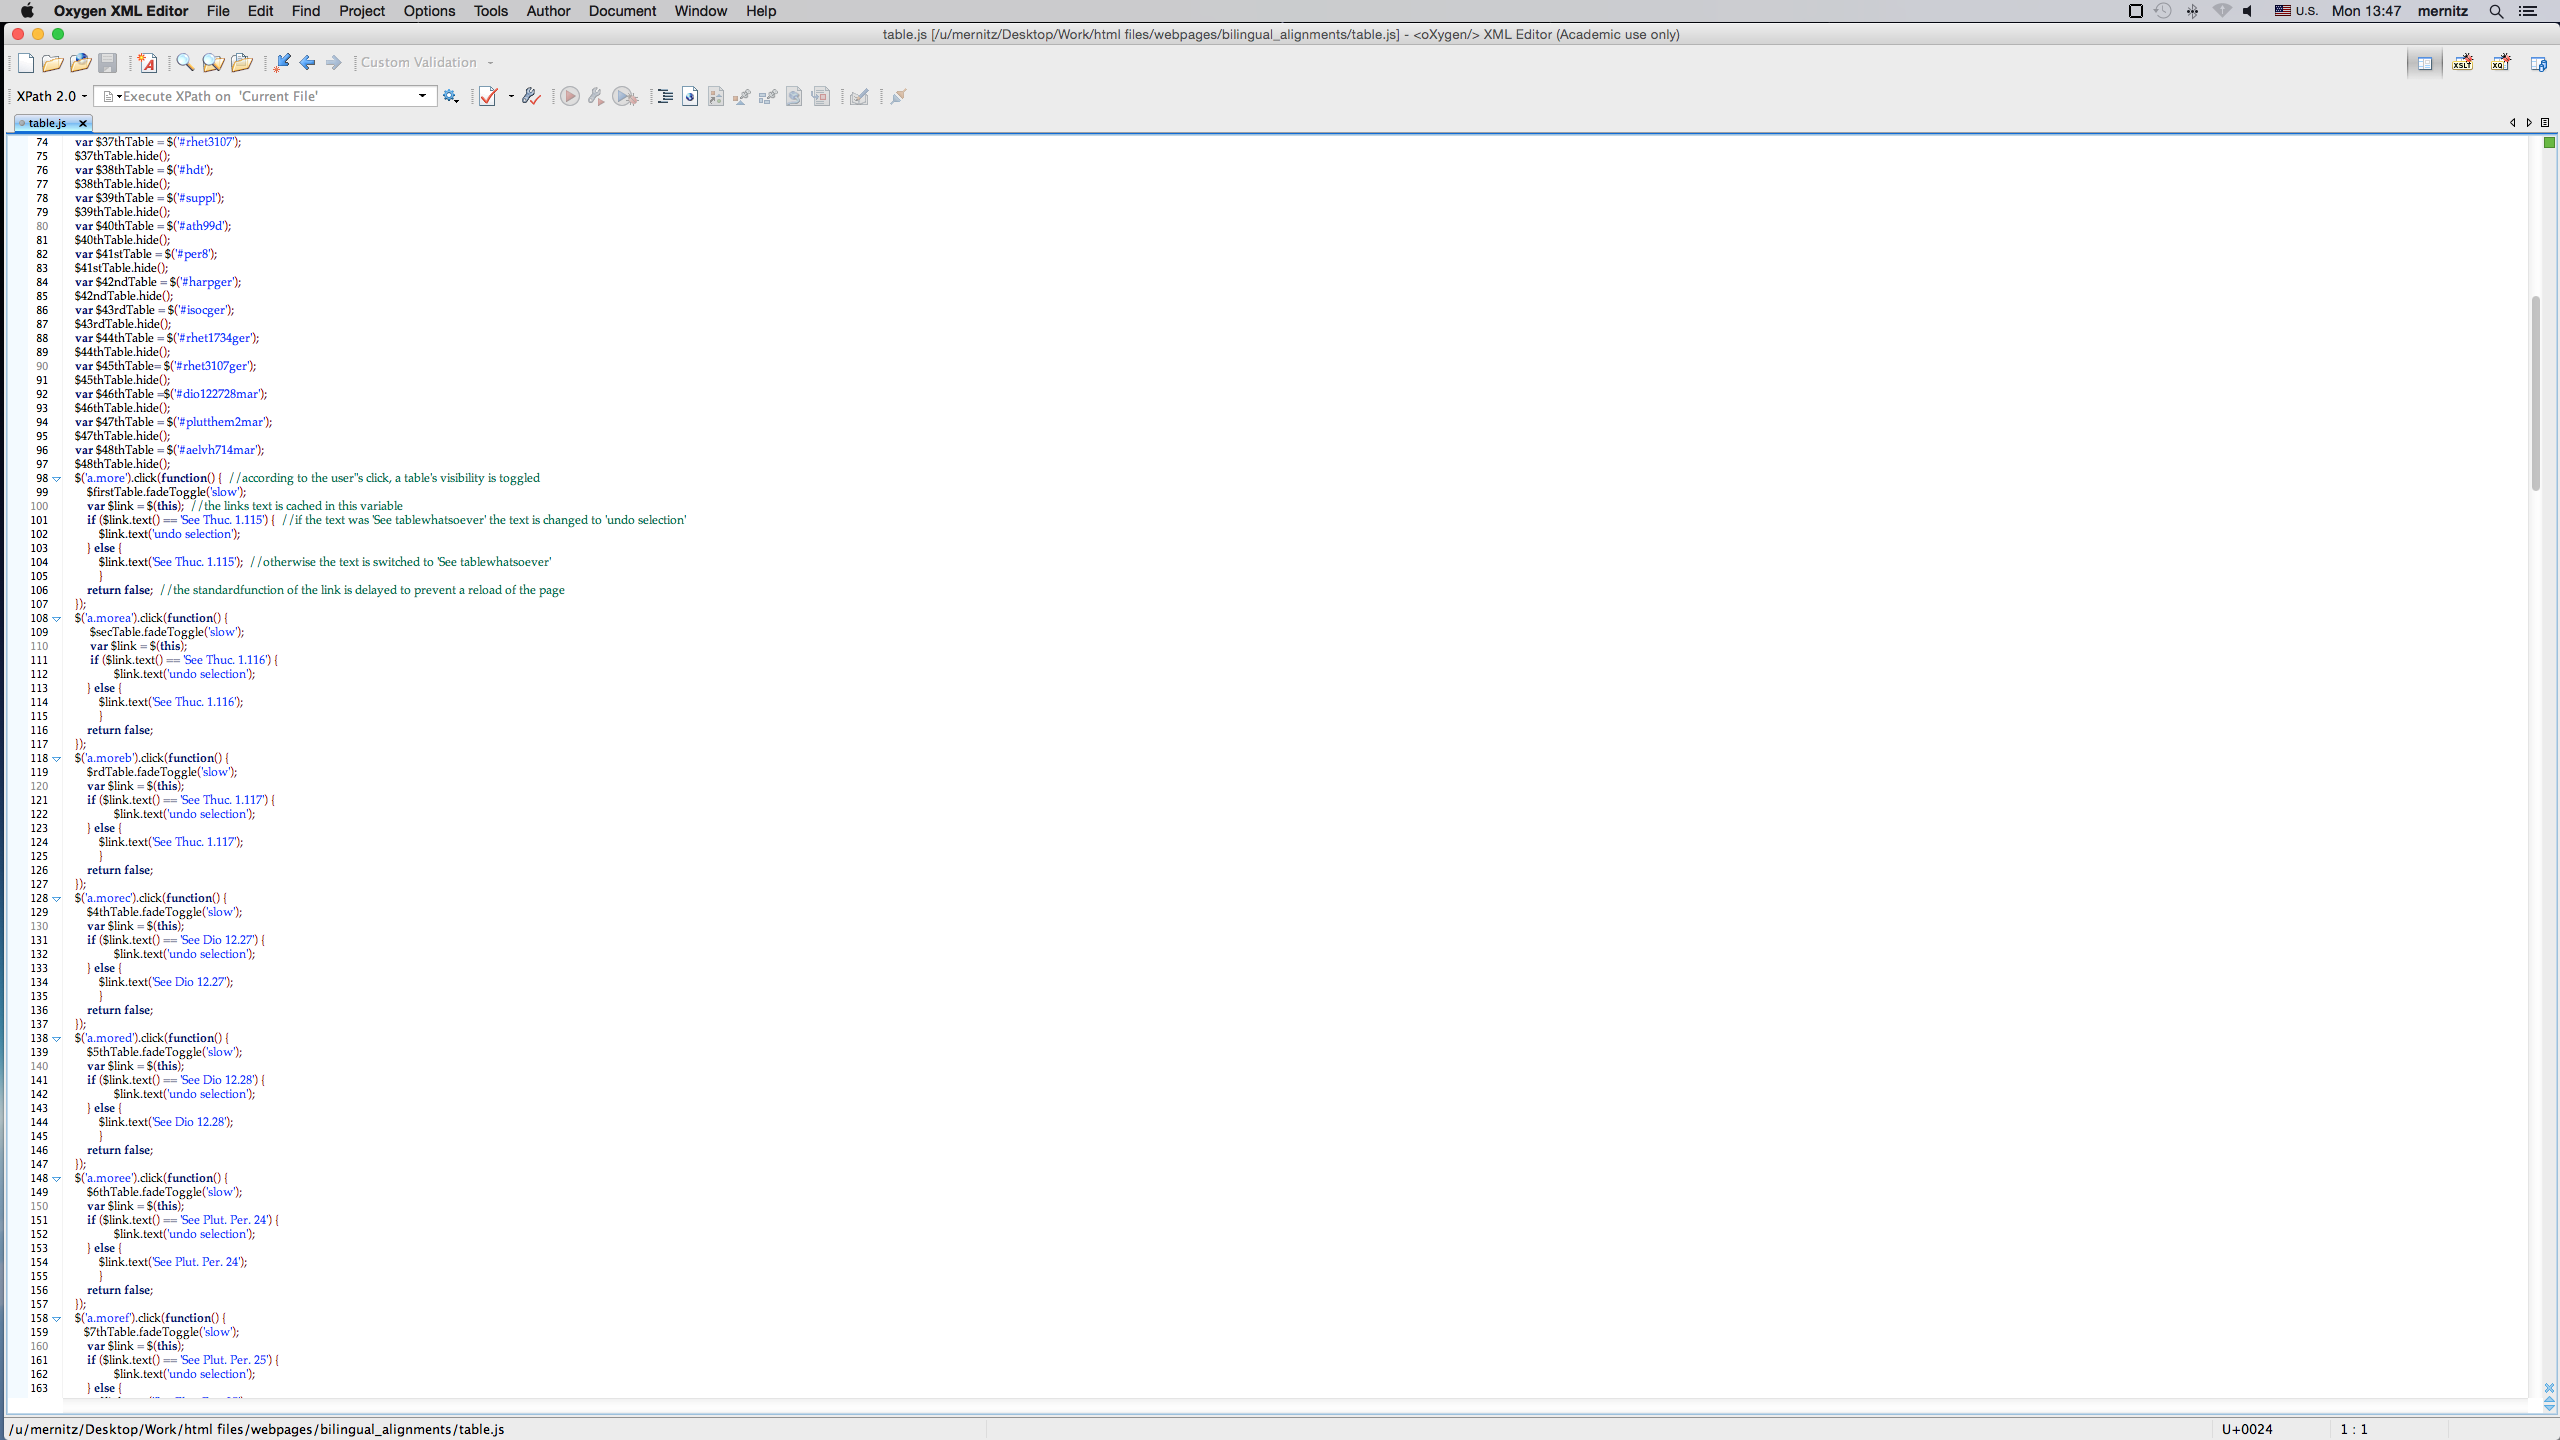 Oxygen XML Editor File Edit Find Project Options Tools Author Document Window Help U.S. Mon 13:47 mernitz
table.js [/u/mernitz/Desktop/Work/html files/webpages/bilingual_alignments/table.js] - <oXygen/> XML Editor (Academic use only)
Custom Validation
XPath 2.0 Execute XPath on 'Current File'
table.js
74 var $37thTable = $('#rhet3107');
75 $37thTable.hide();
76 var $38thTable = $('#hdt');
77 $38thTable.hide();
78 var $39thTable = $('#suppl');
79 $39thTable.hide();
80 var $40thTable = $('#ath99d');
81 $40thTable.hide();
82 var $41stTable = $('#per8');
83 $41stTable.hide();
84 var $42ndTable = $('#harpger');
85 $42ndTable.hide();
86 var $43rdTable = $('#isocger');
87 $43rdTable.hide();
88 var $44thTable = $('#rhet1734ger');
89 $44thTable.hide();
90 var $45thTable= $('#rhet3107ger');
91 $45thTable.hide();
92 var $46thTable =$('#dio122728mar');
93 $46thTable.hide();
94 var $47thTable = $('#plutthem2mar');
95 $47thTable.hide();
96 var $48thTable = $('#aelvh714mar');
97 $48thTable.hide();
98 $('a.more').click(function() { //according to the user"s click, a table's visibility is toggled
99 $firstTable.fadeToggle('slow');
100 var $link = $(this); //the links text is cached in this variable
101 if ($link.text() == 'See Thuc. 1.115') { //if the text was 'See tablewhatsoever' the text is changed to 'undo selection'
102 $link.text('undo selection');
103 } else {
104 $link.text('See Thuc. 1.115'); //otherwise the text is switched to 'See tablewhatsoever'
105 }
106 return false; //the standardfunction of the link is delayed to prevent a reload of the page
107 });
108 $('a.morea').click(function() {
109 $secTable.fadeToggle('slow');
110 var $link = $(this);
111 if ($link.text() == 'See Thuc. 1.116') {
112 $link.text('undo selection');
113 } else {
114 $link.text('See Thuc. 1.116');
115 }
116 return false;
117 });
118 $('a.moreb').click(function() {
119 $rdTable.fadeToggle('slow');
120 var $link = $(this);
121 if ($link.text() == 'See Thuc. 1.117') {
122 $link.text('undo selection');
123 } else {
124 $link.text('See Thuc. 1.117');
125 }
126 return false;
127 });
128 $('a.morec').click(function() {
129 $4thTable.fadeToggle('slow');
130 var $link = $(this);
131 if ($link.text() == 'See Dio 12.27') {
132 $link.text('undo selection');
133 } else {
134 $link.text('See Dio 12.27');
135 }
136 return false;
137 });
138 $('a.mored').click(function() {
139 $5thTable.fadeToggle('slow');
140 var $link = $(this);
141 if ($link.text() == 'See Dio 12.28') {
142 $link.text('undo selection');
143 } else {
144 $link.text('See Dio 12.28');
145 }
146 return false;
147 });
148 $('a.moree').click(function() {
149 $6thTable.fadeToggle('slow');
150 var $link = $(this);
151 if ($link.text() == 'See Plut. Per. 24') {
152 $link.text('undo selection');
153 } else {
154 $link.text('See Plut. Per. 24');
155 }
156 return false;
157 });
158 $('a.moref').click(function() {
159 $7thTable.fadeToggle('slow');
160 var $link = $(this);
161 if ($link.text() == 'See Plut. Per. 25') {
162 $link.text('undo selection');
163 } else {
/u/mernitz/Desktop/Work/html files/webpages/bilingual_alignments/table.js U+0024 1 : 1